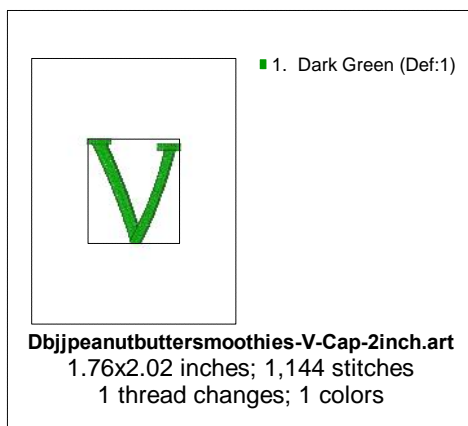 1. Dark Green (Def:1)
V
Dbjjpeanutbuttersmoothies-V-Cap-2inch.art
1.76x2.02 inches; 1,144 stitches
1 thread changes; 1 colors